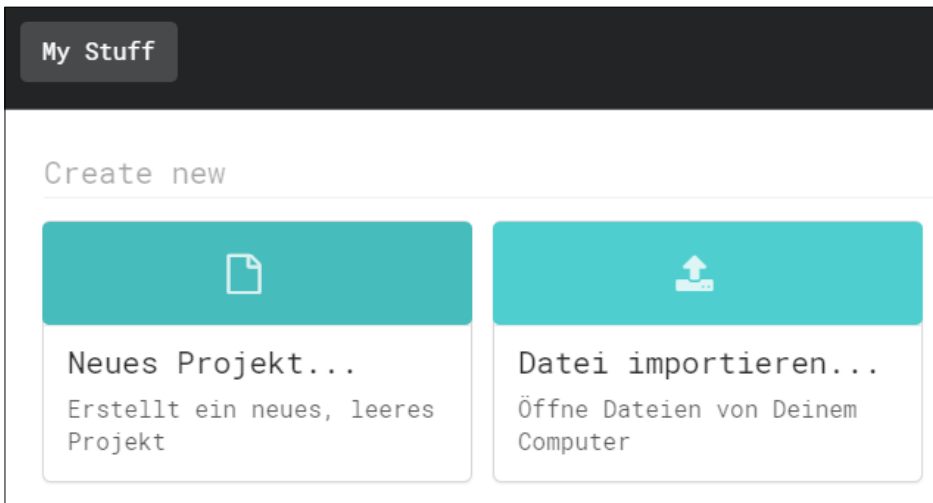 My Stuff
Create new
Neues Projekt...
Erstellt ein neues, leeres
Projekt
Datei importieren...
Öffne Dateien von Deinem
Computer